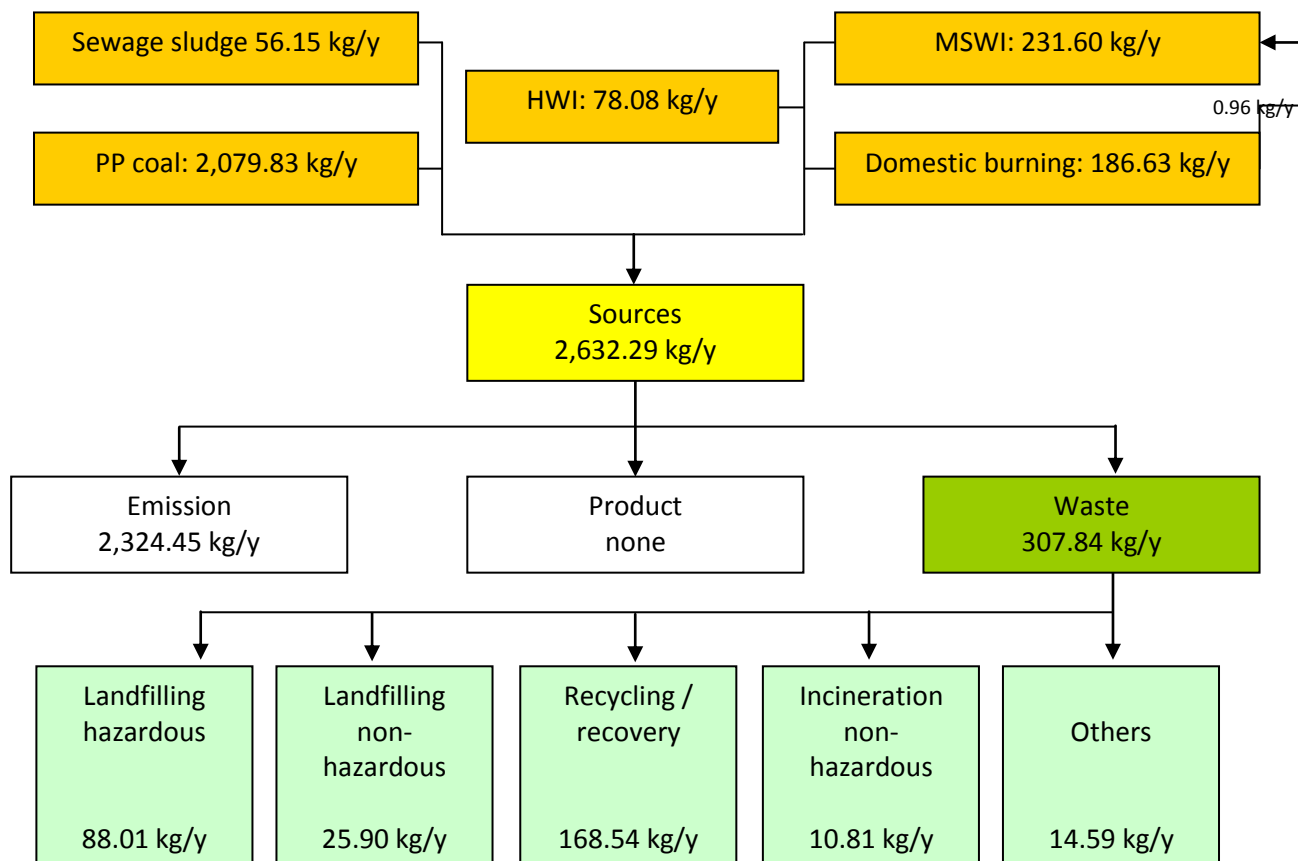 Sewage sludge 56.15 kg/y
MSWI: 231.60 kg/y
HWI: 78.08 kg/y
0.96 kg/y
PP coal: 2,079.83 kg/y
Domestic burning: 186.63 kg/y
Sources
2,632.29 kg/y
Emission
2,324.45 kg/y
Product
none
Waste
307.84 kg/y
Landfilling
hazardous
88.01 kg/y
Landfilling
non-
hazardous
25.90 kg/y
Recycling /
recovery
168.54 kg/y
Incineration
non-
hazardous
10.81 kg/y
Others
14.59 kg/y